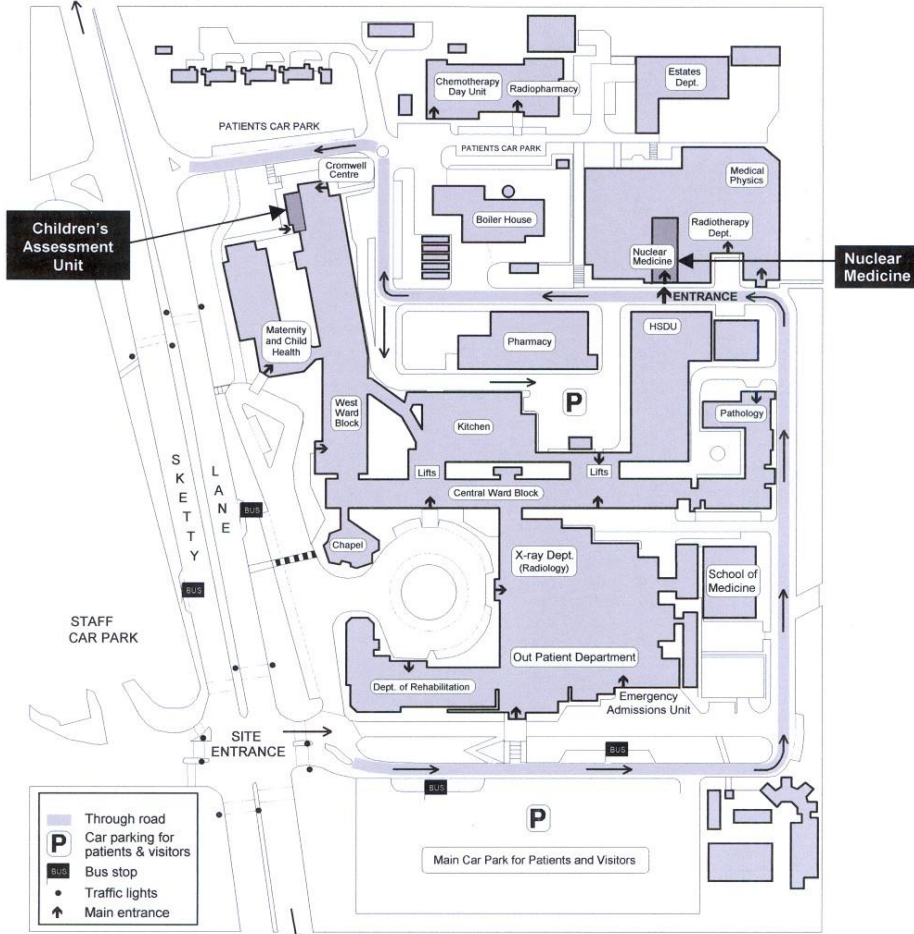 Chemotherapy
Day Unit
Radiopharmacy
Estates
Dept.
PATIENTS CAR PARK
PATIENTS CAR PARK
Cromwell
Centre
Medical
Physics
Children's
Assessment
Unit
Boiler House
Radiotherapy
Dept.
Nuclear
Medicine
Nuclear
Medicine
ENTRANCE
Maternity
and Child
Health
Pharmacy
HSDU
P
West
Ward
Block
Kitchen
Pathology
Lifts
Lifts
Central Ward Block
SKETTY
LANE
BUS
Chapel
X-ray Dept.
(Radiology)
School of
Medicine
BUS
STAFF
CAR PARK
Out Patient Department
Dept. of Rehabilitation
Emergency
Admissions Unit
SITE
ENTRANCE
BUS
BUS
P
Main Car Park for Patients and Visitors
Through road
P
Car parking for
patients & visitors
BUS
Bus stop
Traffic lights
Main entrance